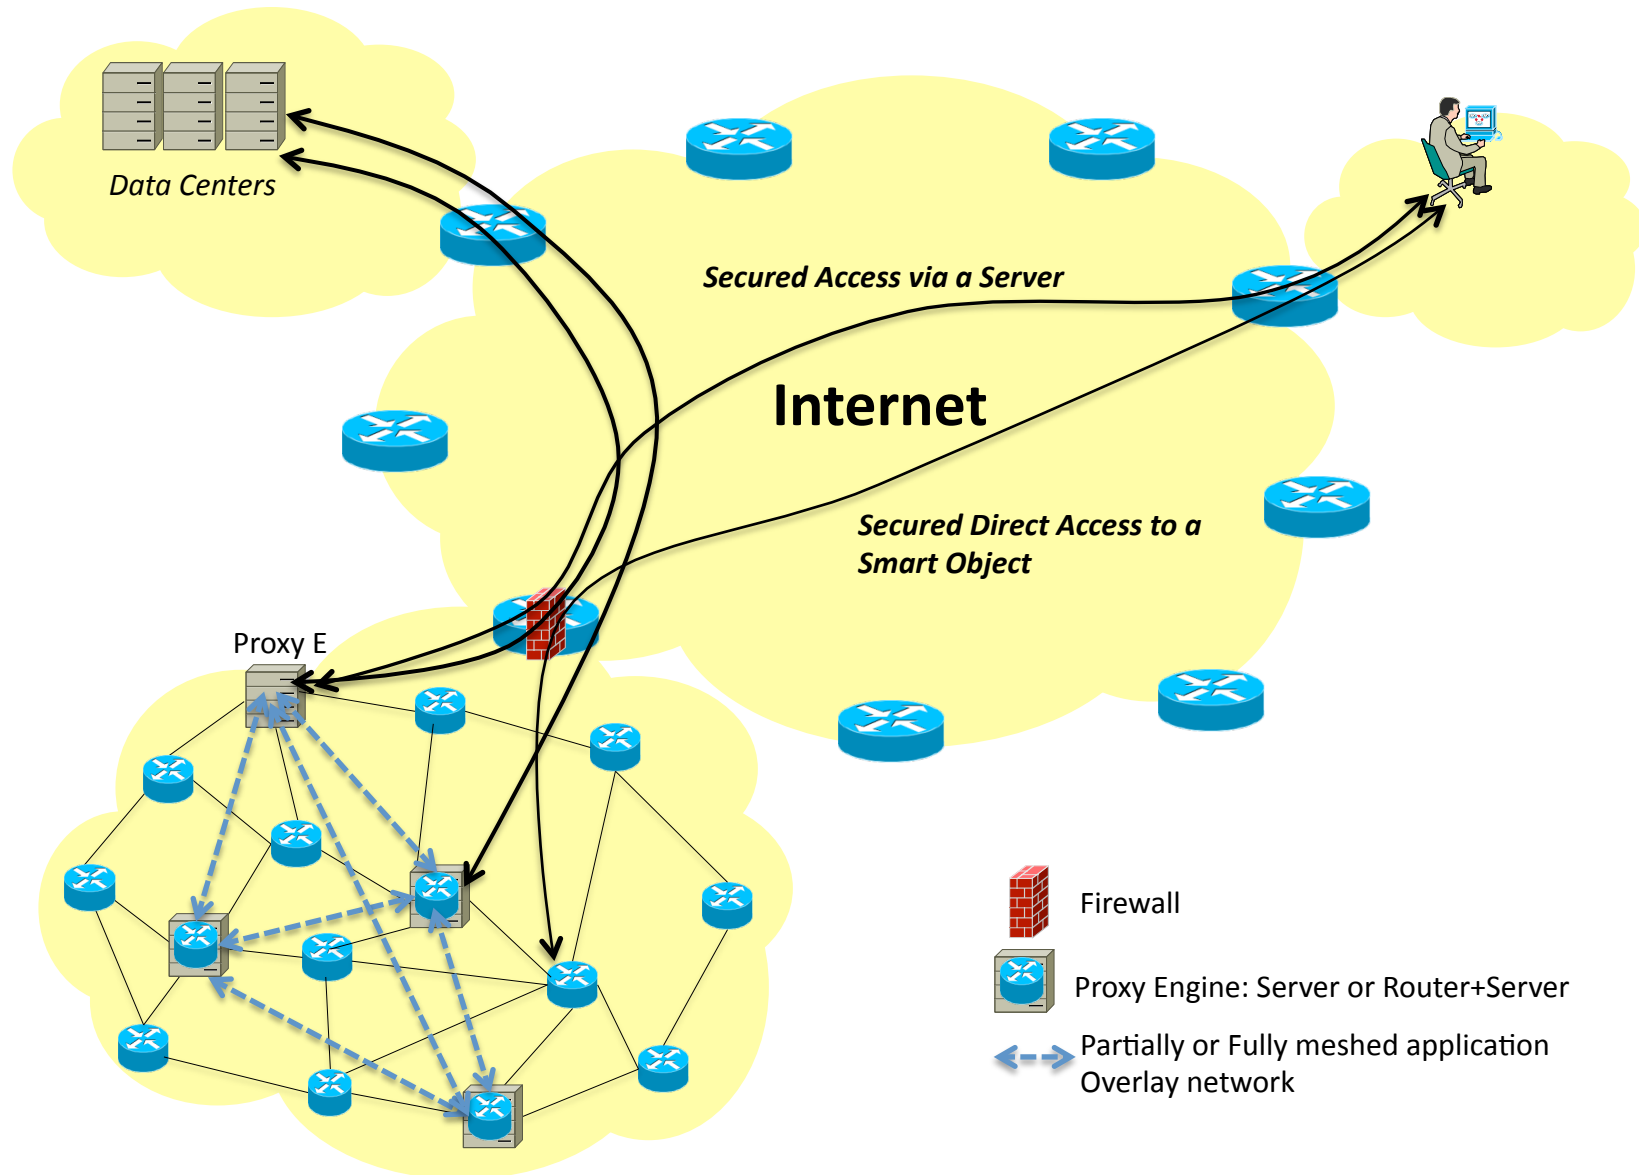 Data Centers
Secured Access via a Server
Internet
Secured Direct Access to a
Smart Object
Proxy E
Firewall
Proxy Engine: Server or Router+Server
Partially or Fully meshed application
Overlay network